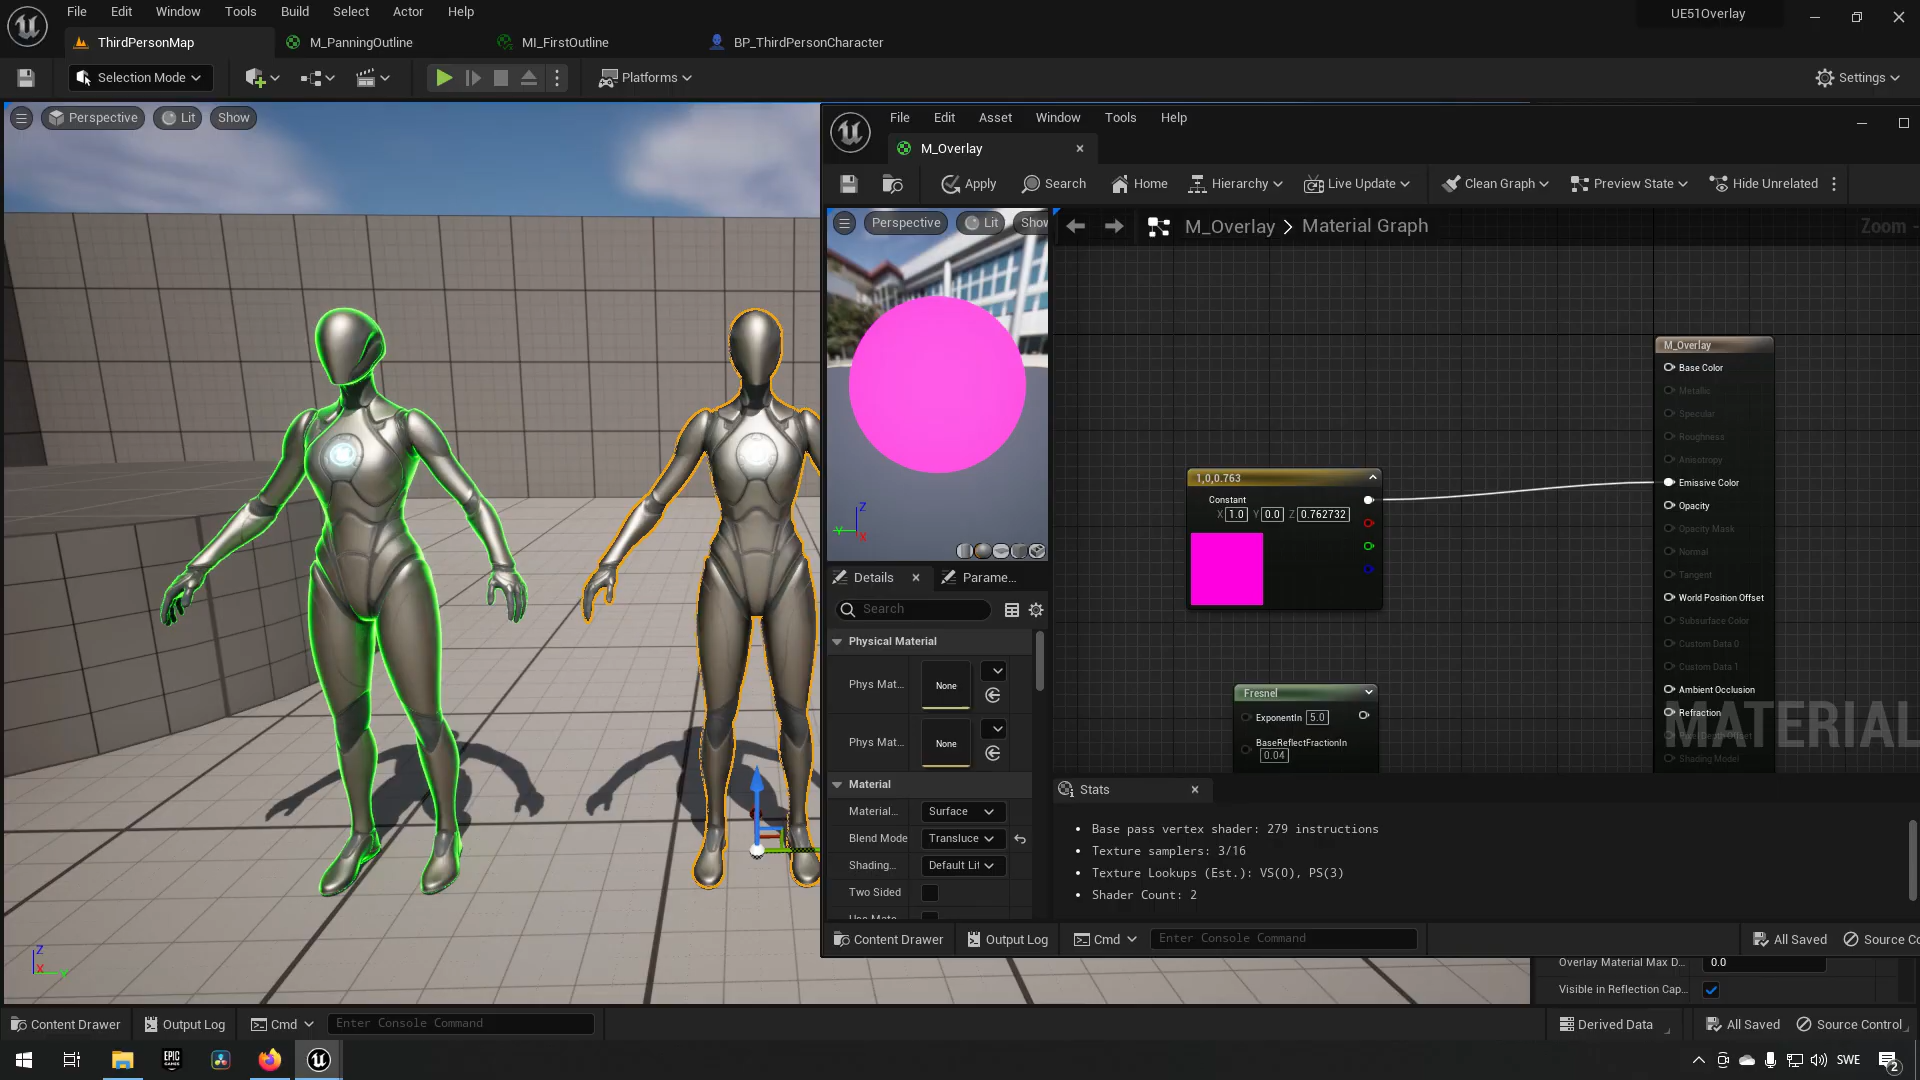 File Edit Window Tools Build Select Actor Help
UE51Overlay
ThirdPersonMap M_PanningOutline MI_FirstOutline BP_ThirdPersonCharacter
Selection Mode Platforms Settings
Perspective Lit Show
File Edit Asset Window Tools Help
M_Overlay
Apply Search Home Hierarchy Live Update Clean Graph Preview State Hide Unrelated
Perspective Lit Show
M_Overlay > Material Graph Zoom -
M_Overlay
Base Color
Metallic
Specular
Roughness
Anisotropy
Emissive Color
Opacity
Opacity Mask
Normal
Tangent
World Position Offset
Subsurface Color
Custom Data 0
Custom Data 1
Ambient Occlusion
Refraction
Pixel Depth Offset
Shading Model
MATERIAL
1,0,0.763
Constant
X 1.0 Y 0.0 Z 0.762732
Fresnel
ExponentIn 5.0
BaseReflectFractionIn
0.04
Z
Y
X
Details Parame...
Search
Physical Material
Phys Mat... None
Phys Mat... None
Material
Material... Surface
Blend Mode Transluce
Shading... Default Lit
Two Sided
Stats
Base pass vertex shader: 279 instructions
Texture samplers: 3/16
Texture Lookups (Est.): VS(0), PS(3)
Shader Count: 2
Content Drawer Output Log Cmd Enter Console Command All Saved Source Co
Overlay Material Max D... 0.0
Visible in Reflection Cap...
Z
X
Y
Content Drawer Output Log Cmd Enter Console Command Derived Data All Saved Source Control
EPIC GAMES
SWE
2